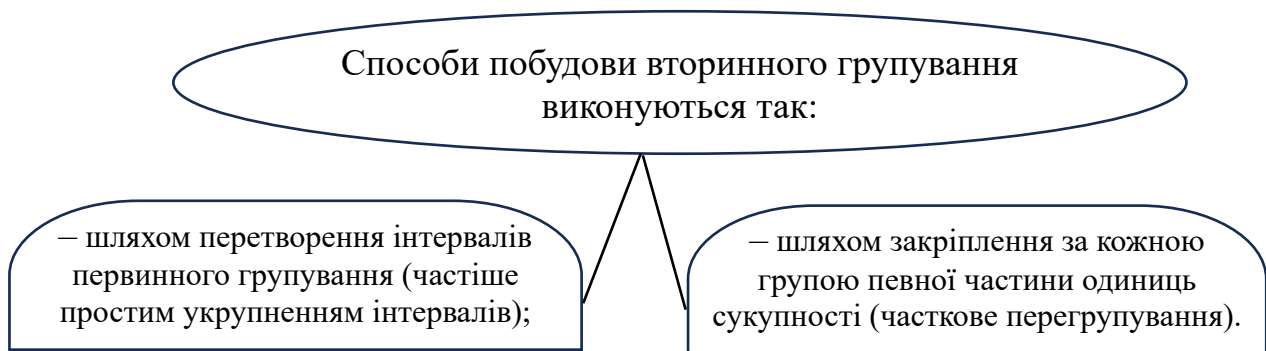 Способи побудови вторинного групування
виконуються так:
– шляхом перетворення інтервалів
первинного групування (частіше
простим укрупненням інтервалів);
– шляхом закріплення за кожною
групою певної частини одиниць
сукупності (часткове перегрупування).